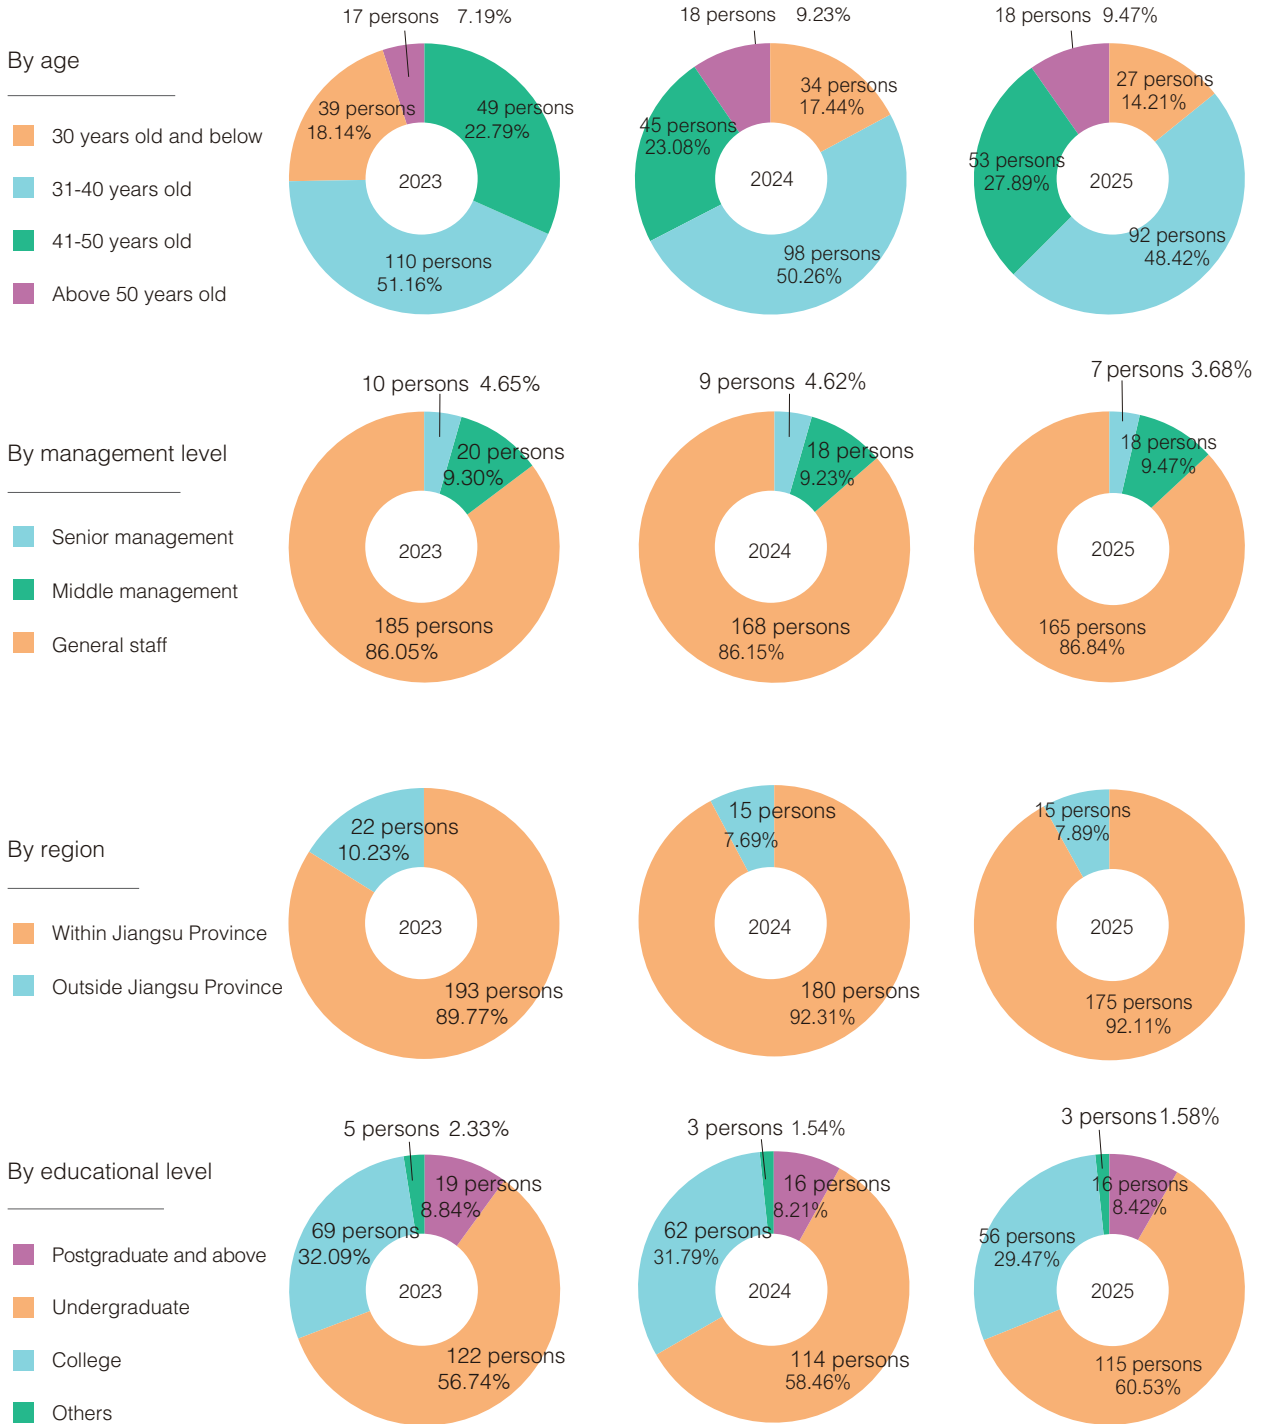 By age
30 years old and below
31-40 years old
41-50 years old
Above 50 years old
17 persons 7.19%
39 persons
18.14%
49 persons
22.79%
2023
110 persons
51.16%
18 persons 9.23%
34 persons
17.44%
45 persons
23.08%
2024
98 persons
50.26%
18 persons 9.47%
27 persons
14.21%
53 persons
27.89%
2025
92 persons
48.42%
By management level
Senior management
Middle management
General staff
10 persons 4.65%
20 persons
9.30%
2023
185 persons
86.05%
9 persons 4.62%
18 persons
9.23%
2024
168 persons
86.15%
7 persons 3.68%
18 persons
9.47%
2025
165 persons
86.84%
By region
Within Jiangsu Province
Outside Jiangsu Province
22 persons
10.23%
2023
193 persons
89.77%
15 persons
7.69%
2024
180 persons
92.31%
15 persons
7.89%
2025
175 persons
92.11%
By educational level
Postgraduate and above
Undergraduate
College
Others
5 persons 2.33%
19 persons
8.84%
69 persons
32.09%
2023
122 persons
56.74%
3 persons 1.54%
16 persons
8.21%
62 persons
31.79%
2024
114 persons
58.46%
3 persons 1.58%
16 persons
8.42%
56 persons
29.47%
2025
115 persons
60.53%